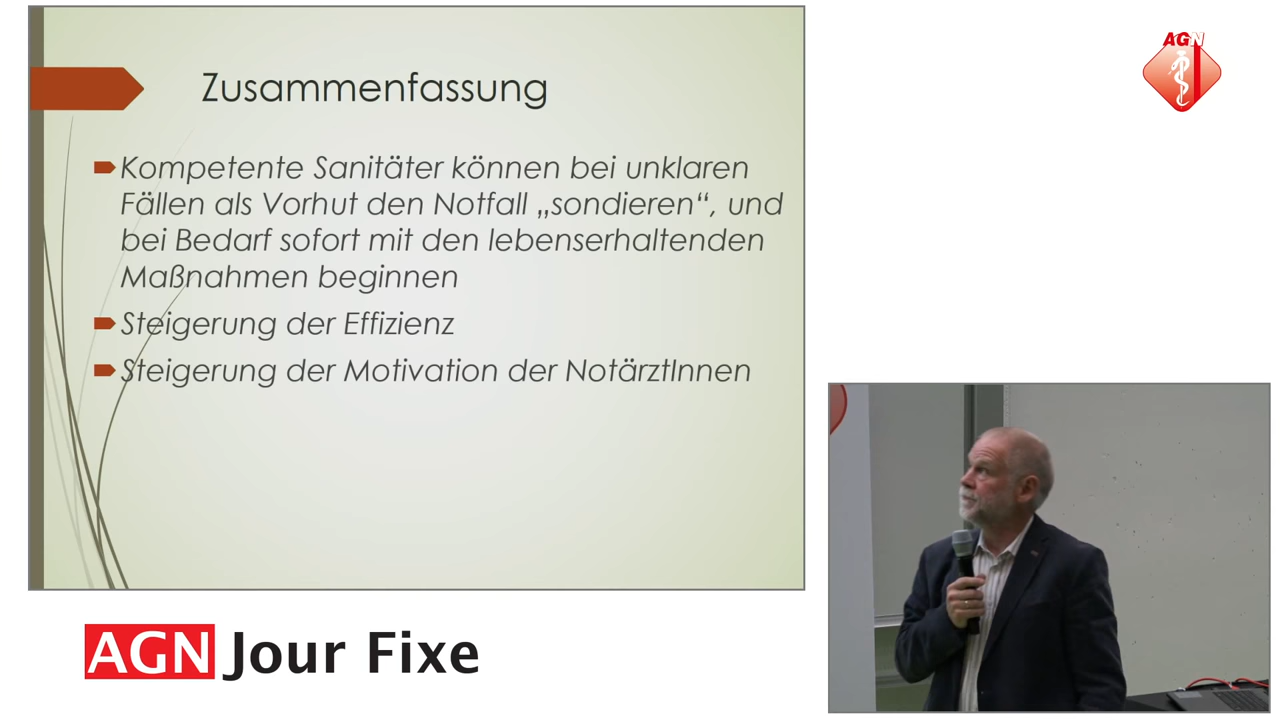 Zusammenfassung
Kompetente Sanitäter können bei unklaren
Fällen als Vorhut den Notfall „sondieren“, und
bei Bedarf sofort mit den lebenserhaltenden
Maßnahmen beginnen
Steigerung der Effizienz
Steigerung der Motivation der NotärztInnen
AGN
AGN Jour Fixe